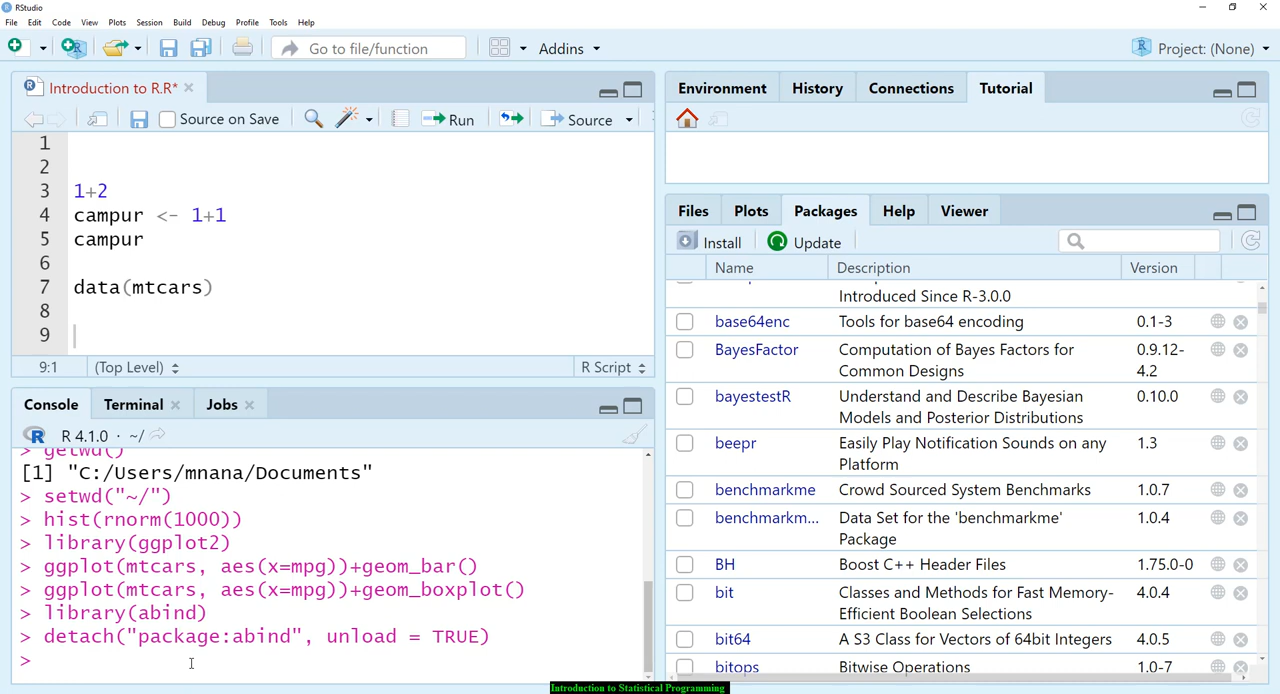 RStudio
File Edit Code View Plots Session Build Debug Profile Tools Help
Go to file/function Addins Project: (None)
Introduction to R.R*
Source on Save Run Source
1
2
3 1+2
4 campur <- 1+1
5 campur
6
7 data(mtcars)
8
9
9:1 (Top Level) R Script
Console Terminal Jobs
R 4.1.0 · ~/
> getwd()
[1] "C:/Users/mnana/Documents"
> setwd("~/")
> hist(rnorm(1000))
> library(ggplot2)
> ggplot(mtcars, aes(x=mpg))+geom_bar()
> ggplot(mtcars, aes(x=mpg))+geom_boxplot()
> library(abind)
> detach("package:abind", unload = TRUE)
>
Environment History Connections Tutorial
Files Plots Packages Help Viewer
Install Update
Name Description Version
Introduced Since R-3.0.0
base64enc Tools for base64 encoding 0.1-3
BayesFactor Computation of Bayes Factors for 0.9.12-
Common Designs 4.2
bayestestR Understand and Describe Bayesian 0.10.0
Models and Posterior Distributions
beepr Easily Play Notification Sounds on any 1.3
Platform
benchmarkme Crowd Sourced System Benchmarks 1.0.7
benchmarkm... Data Set for the 'benchmarkme' 1.0.4
Package
BH Boost C++ Header Files 1.75.0-0
bit Classes and Methods for Fast Memory- 4.0.4
Efficient Boolean Selections
bit64 A S3 Class for Vectors of 64bit Integers 4.0.5
bitops Bitwise Operations 1.0-7
Introduction to Statistical Programming